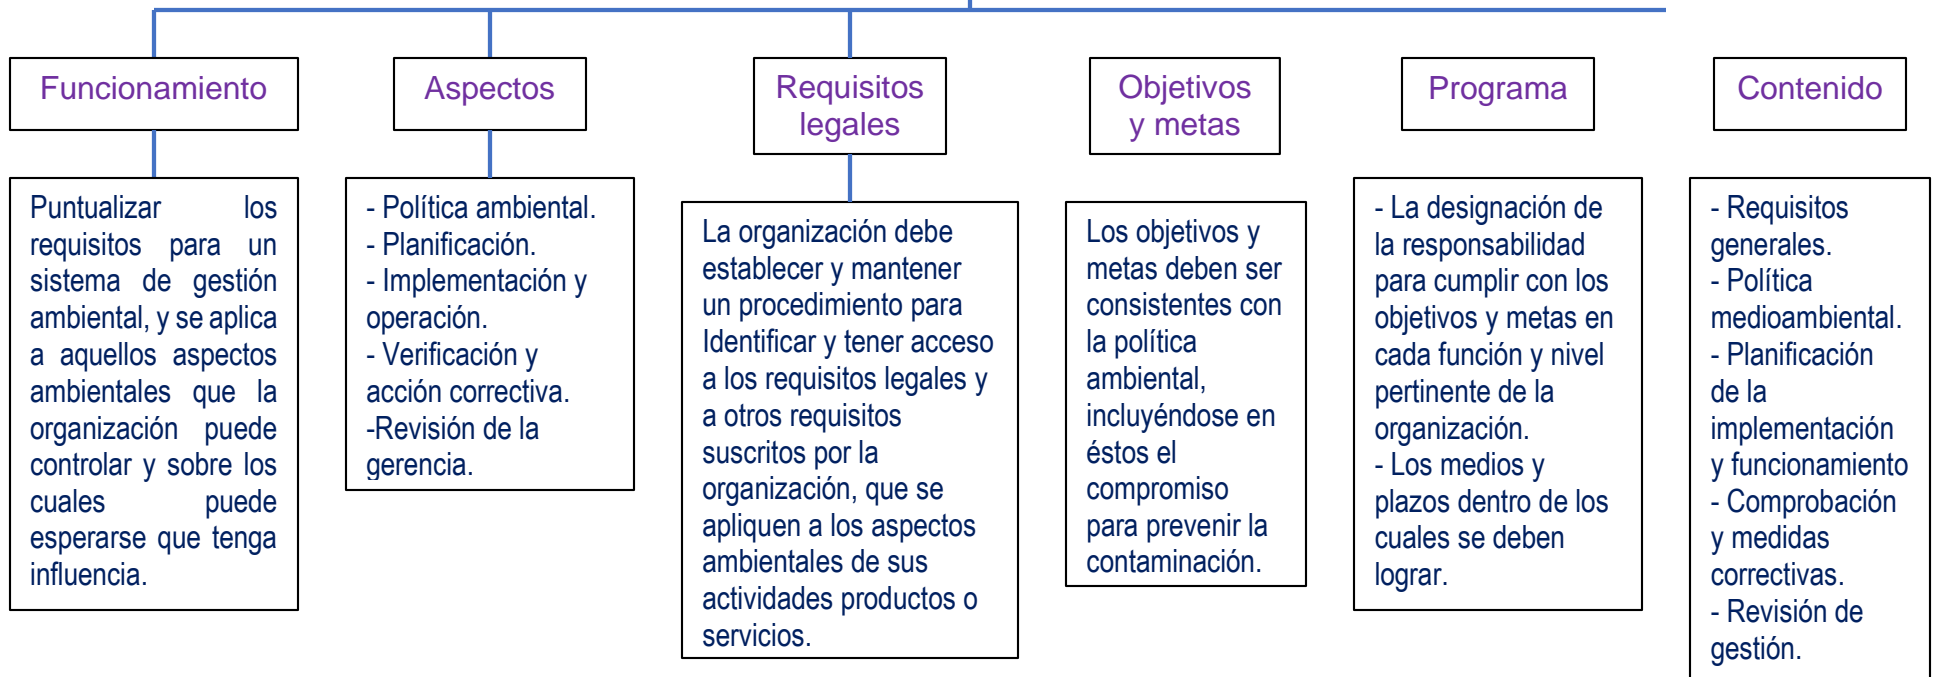 Funcionamiento
Puntualizar los
requisitos para un
sistema de gestión
ambiental, y se aplica
a aquellos aspectos
ambientales que la
organización puede
controlar y sobre los
cuales puede
esperarse que tenga
influencia.
Aspectos
- Política ambiental.
- Planificación.
- Implementación y
operación.
- Verificación y
acción correctiva.
-Revisión de la
gerencia.
Requisitos
legales
La organización debe
establecer y mantener
un procedimiento para
Identificar y tener acceso
a los requisitos legales y
a otros requisitos
suscritos por la
organización, que se
apliquen a los aspectos
ambientales de sus
actividades productos o
servicios.
Objetivos
y metas
Los objetivos y
metas deben ser
consistentes con
la política
ambiental,
incluyéndose en
éstos el
compromiso
para prevenir la
contaminación.
Programa
- La designación de
la responsabilidad
para cumplir con los
objetivos y metas en
cada función y nivel
pertinente de la
organización.
- Los medios y
plazos dentro de los
cuales se deben
lograr.
Contenido
- Requisitos
generales.
- Política
medioambiental.
- Planificación
de la
implementación
y funcionamiento
- Comprobación
y medidas
correctivas.
- Revisión de
gestión.